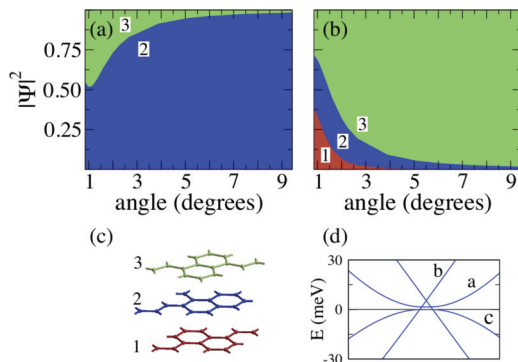 (a)
(b)
|Ψ|²
0.75
0.50
0.25
3
2
3
2
1
1 3 5 7 9
1 3 5 7 9
angle (degrees)
angle (degrees)
(c)
(d)
3
2
1
E (meV)
30
0
-30
b
a
c